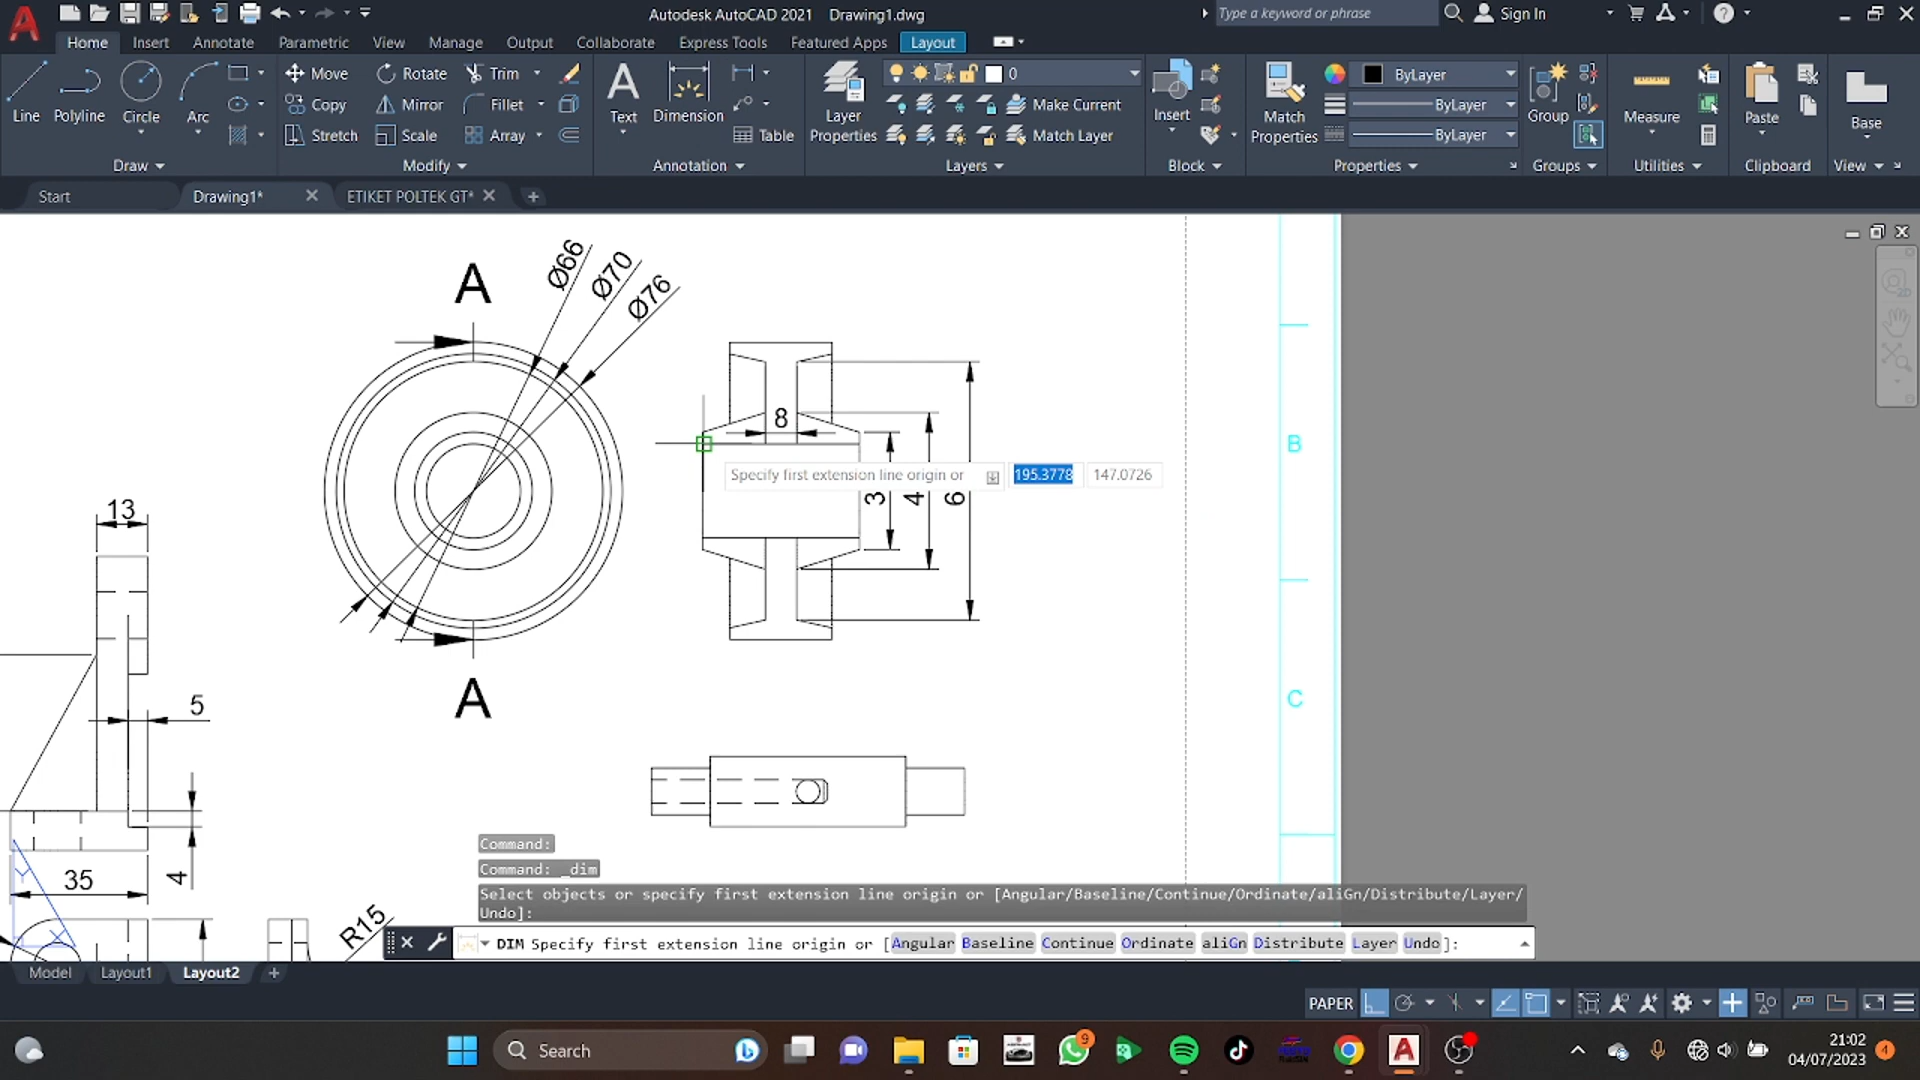 Autodesk AutoCAD 2021 Drawing1.dwg
Type a keyword or phrase
Sign In
Home Insert Annotate Parametric View Manage Output Collaborate Express Tools Featured Apps Layout
Line
Polyline
Circle
Arc
Move
Rotate
Trim
Copy
Mirror
Fillet
Stretch
Scale
Array
Text
Dimension
Table
Layer
Properties
0
Make Current
Match Layer
Insert
Match
Properties
ByLayer
ByLayer
ByLayer
Group
Measure
Paste
Base
Draw
Modify
Annotation
Layers
Block
Properties
Groups
Utilities
Clipboard
View
Start
Drawing1*
ETIKET POLTEK GT*
A
Ø66
Ø70
Ø76
8
B
Specify first extension line origin or 195.3778 147.0726
3
4
6
13
5
A
C
35
4
R15
Y
X
Command:
Command: _dim
Select objects or specify first extension line origin or [Angular/Baseline/Continue/Ordinate/aliGn/Distribute/Layer/
Undo]:
DIM Specify first extension line origin or [Angular Baseline Continue Ordinate aliGn Distribute Layer Undo]:
Model Layout1 Layout2
PAPER
Search
9
21:02
04/07/2023
4